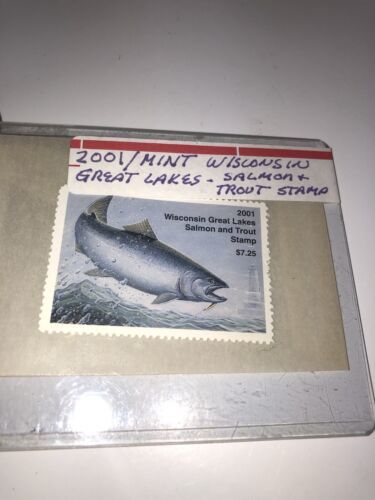 2001/MINT WISCONSIN
GREAT LAKES - SALMON &
TROUT STAMP
2001
Wisconsin Great Lakes
Salmon and Trout
Stamp
$7.25